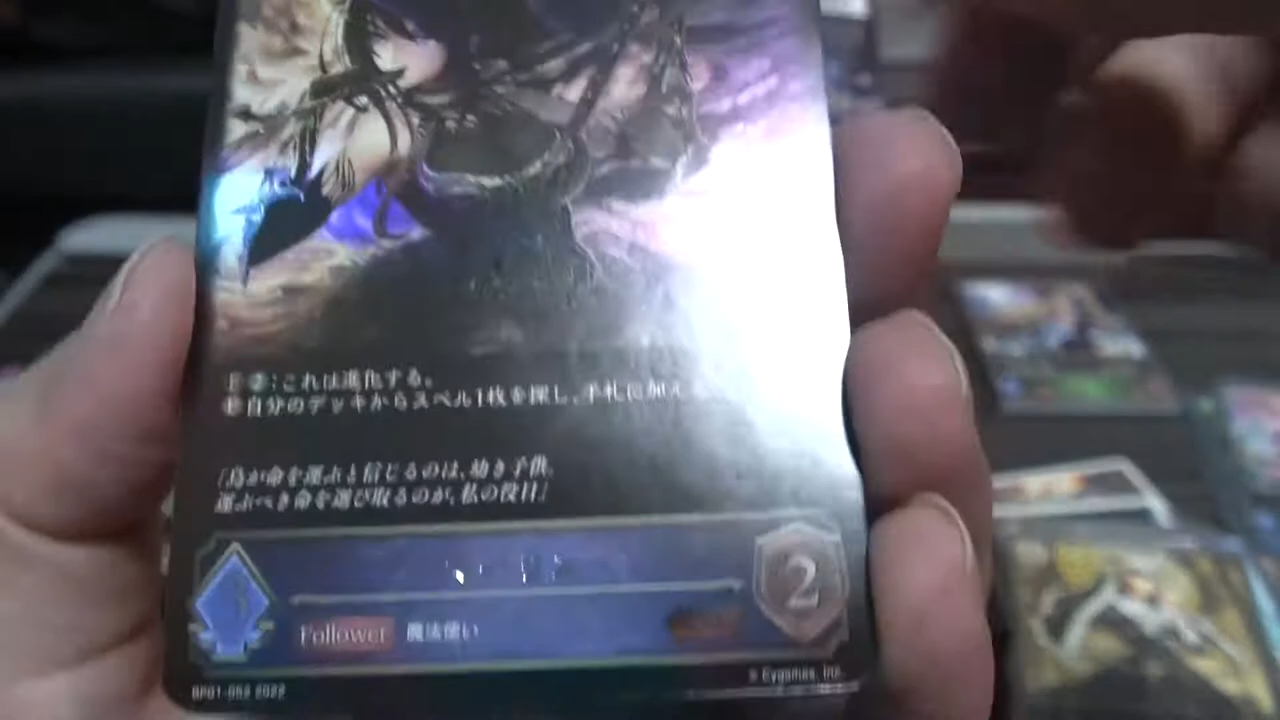 ：これは進化する。
自分のデッキからスペル1枚を探し、手札に加え
「鳥が命を運ぶと信じるのは、幼き子供。
運ぶべき命を選び取るのが、私の役目」
2
Follower 魔法使い
BP01-052 2022
© Cygames, Inc.